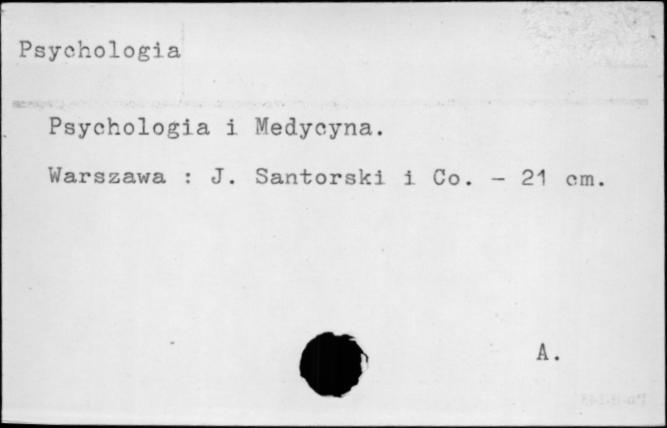 Psychologia
Psychologia i Medycyna.
Warszawa : J. Santorski i Co. - 21 cm.
A.